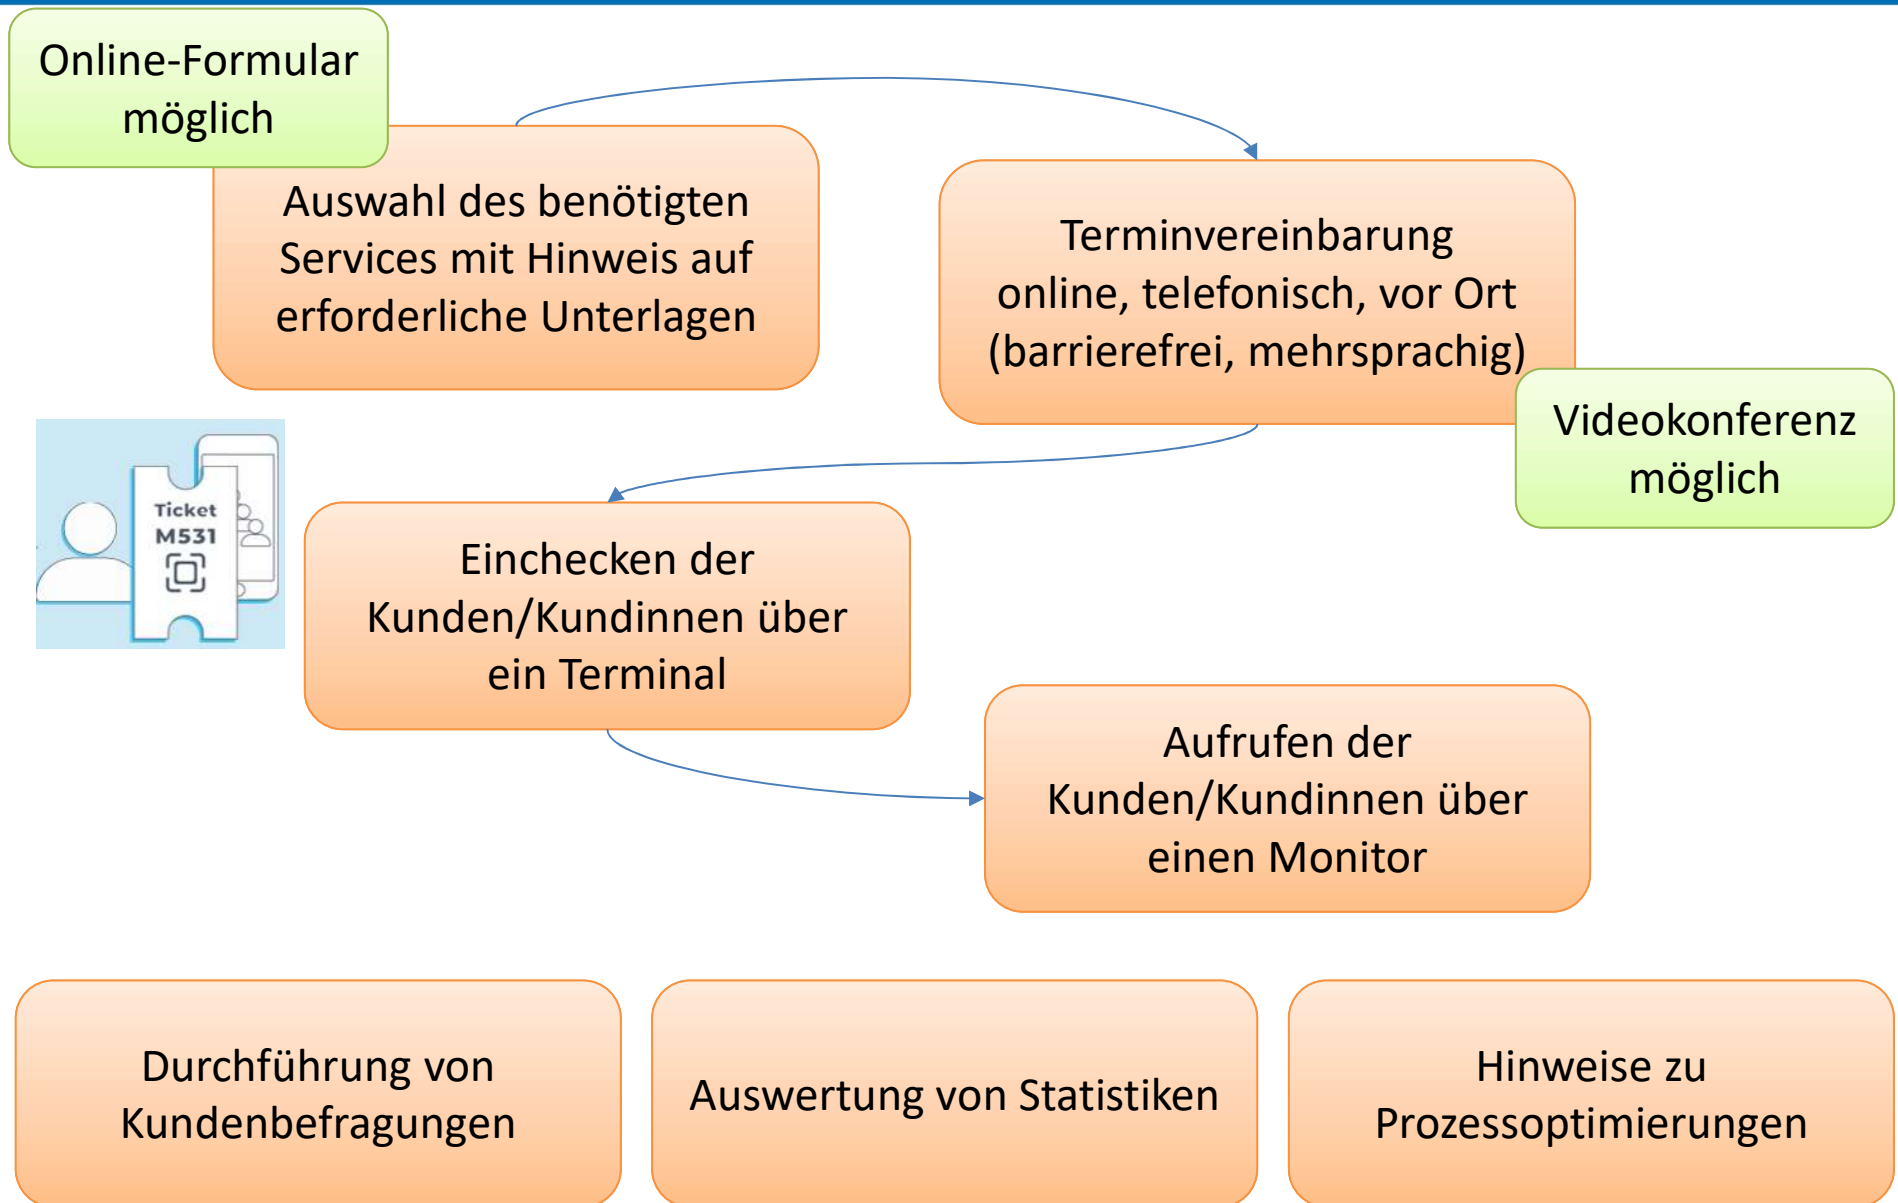 Online-Formular
möglich
Auswahl des benötigten
Services mit Hinweis auf
erforderliche Unterlagen
Terminvereinbarung
online, telefonisch, vor Ort
(barrierefrei, mehrsprachig)
Videokonferenz
möglich
Ticket
M531
Einchecken der
Kunden/Kundinnen über
ein Terminal
Aufrufen der
Kunden/Kundinnen über
einen Monitor
Durchführung von
Kundenbefragungen
Auswertung von Statistiken
Hinweise zu
Prozessoptimierungen